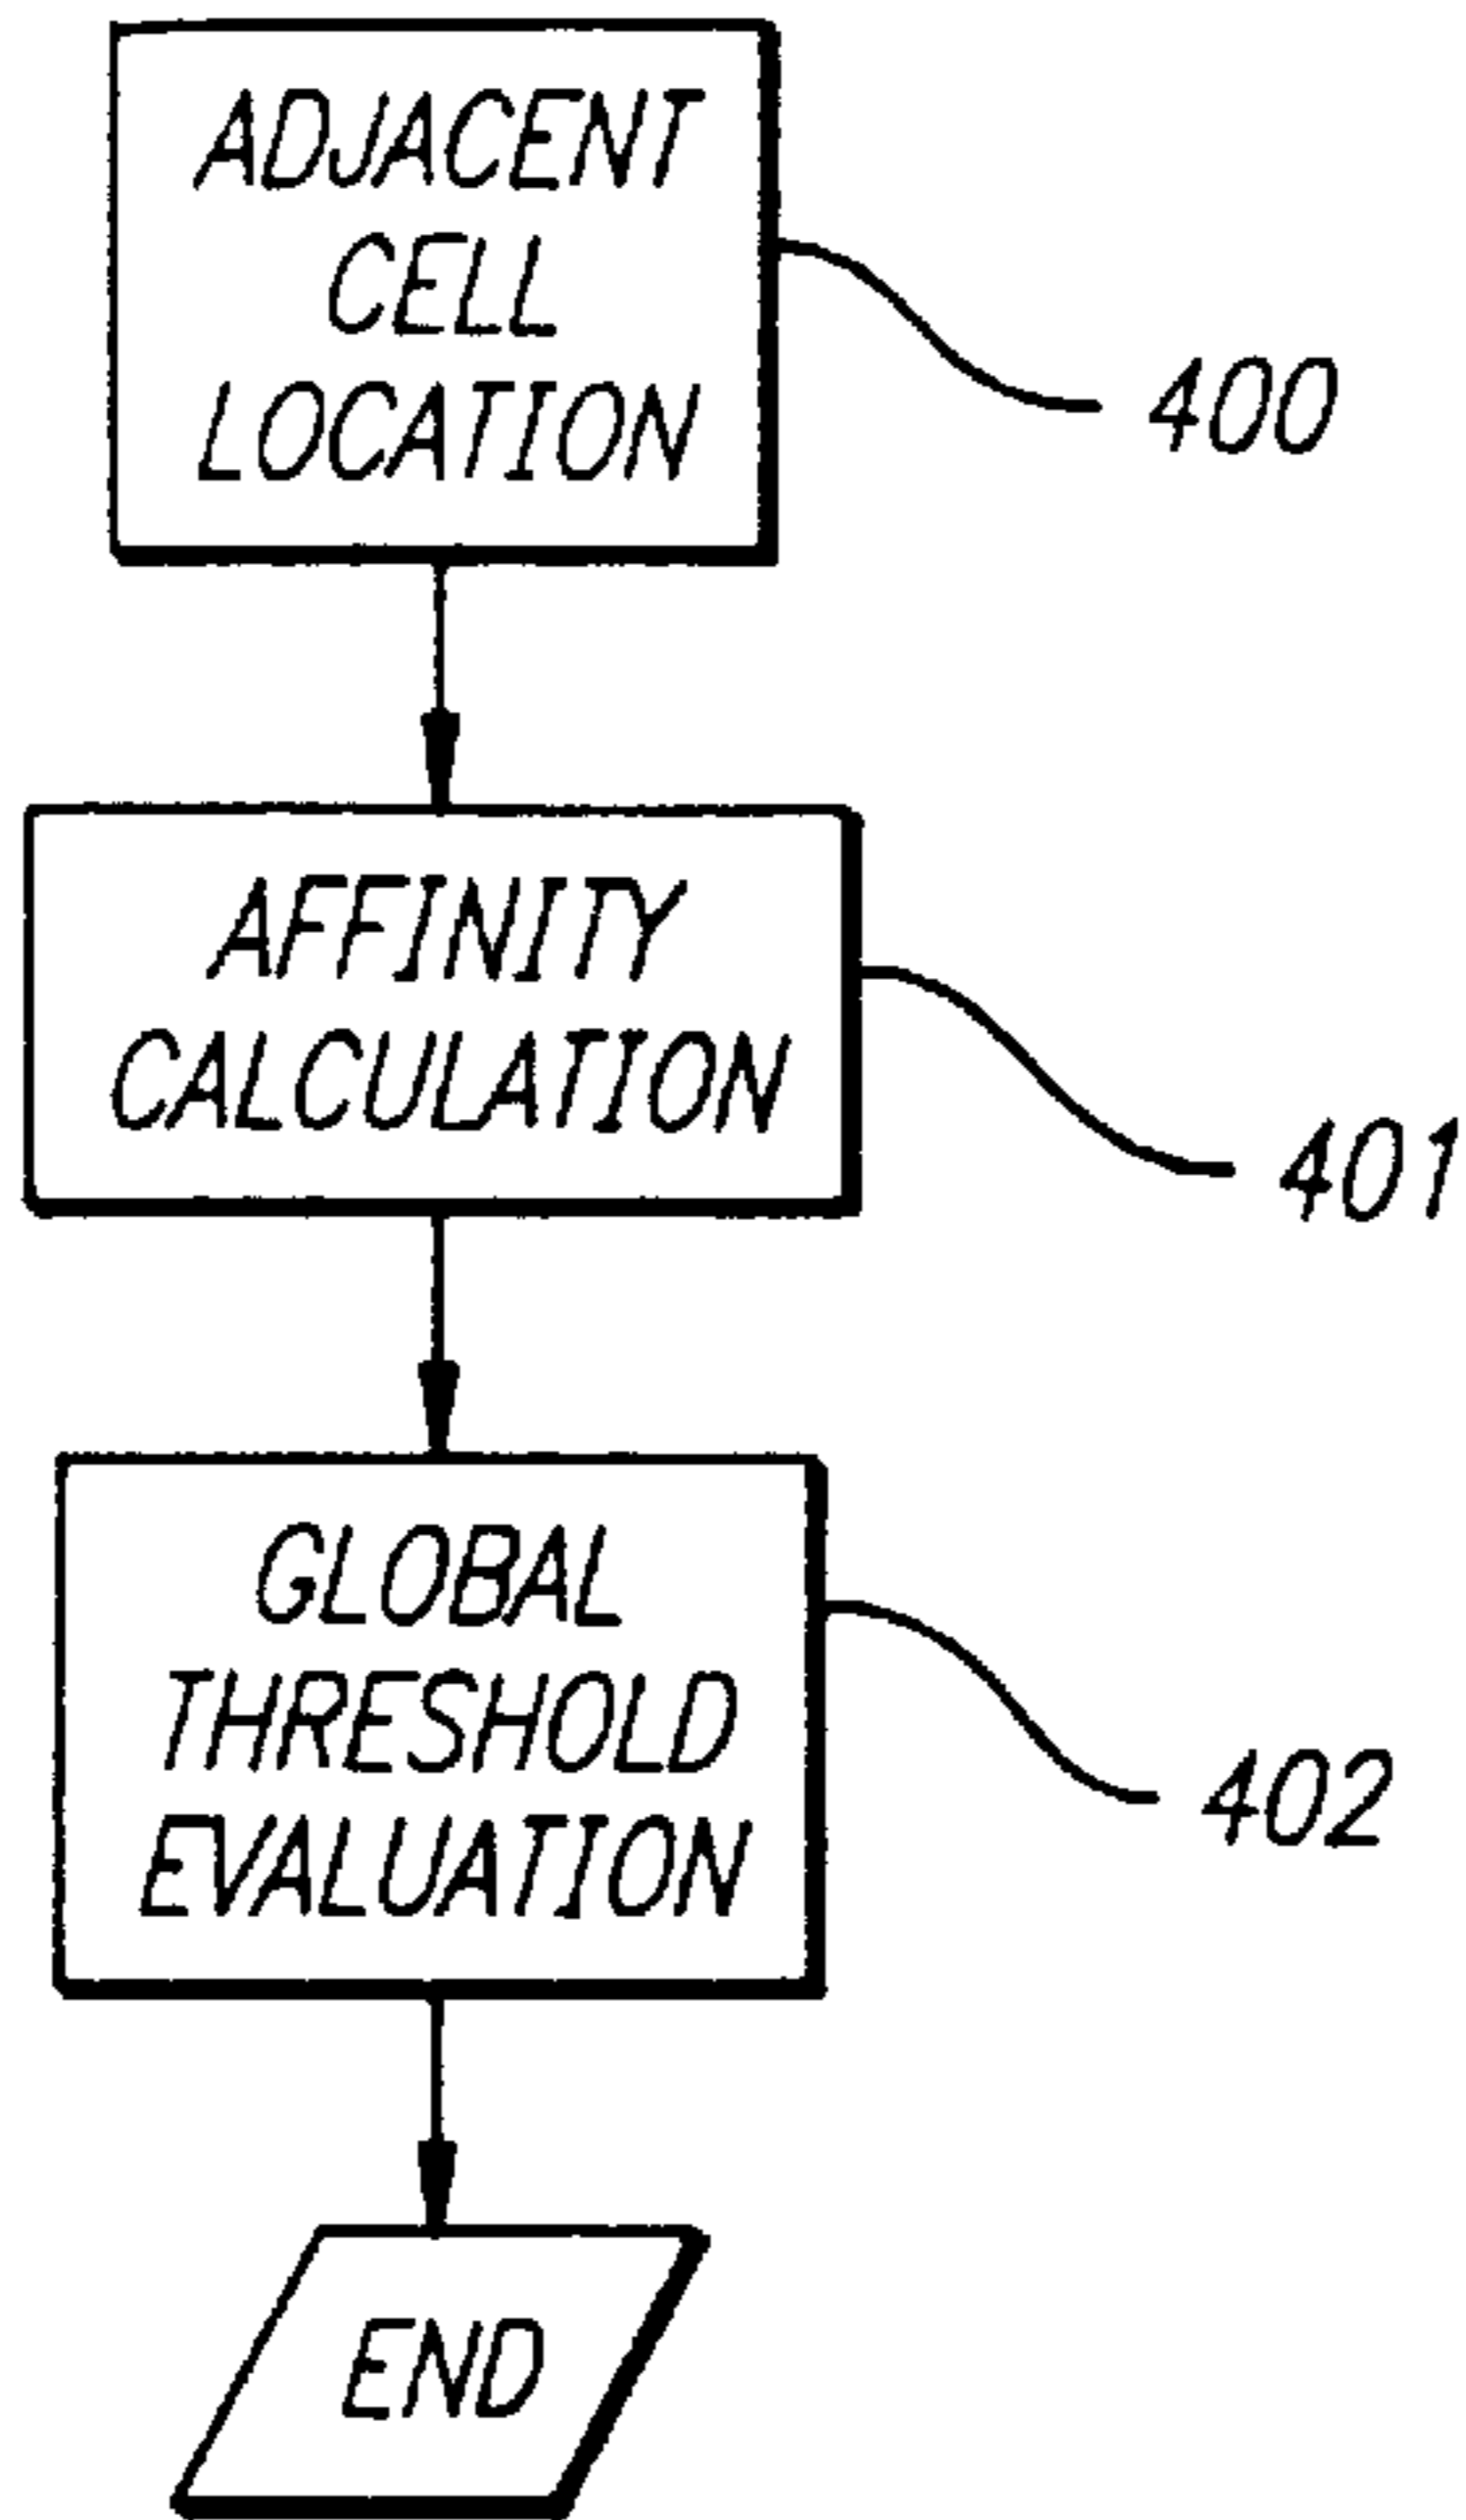 ADJACENT
CELL
LOCATION
400
AFFINITY
CALCULATION
401
GLOBAL
THRESHOLD
EVALUATION
402
END